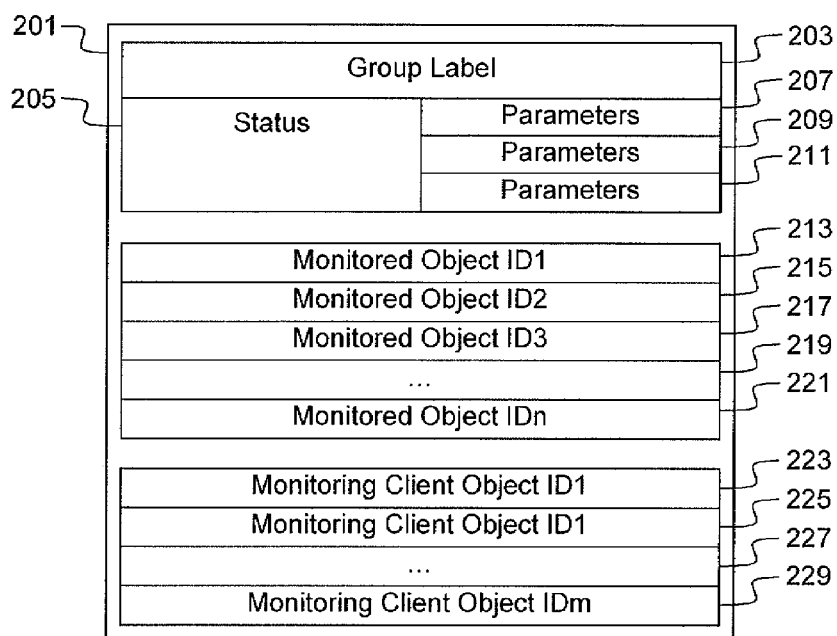 201
203
Group Label
207
205
Status
Parameters
209
Parameters
211
Parameters
213
Monitored Object ID1
215
Monitored Object ID2
217
Monitored Object ID3
219
...
221
Monitored Object IDn
223
Monitoring Client Object ID1
225
Monitoring Client Object ID1
227
...
229
Monitoring Client Object IDm